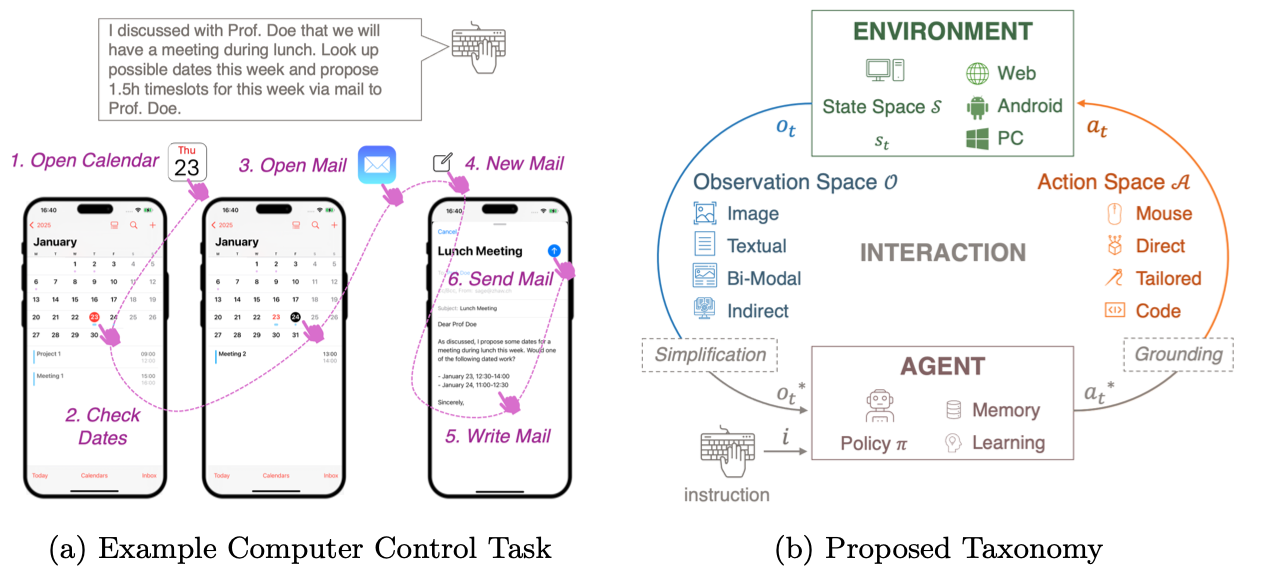 I discussed with Prof. Doe that we will
have a meeting during lunch. Look up
possible dates this week and propose
1.5h timeslots for this week via mail to
Prof. Doe.
1. Open Calendar
Thu
23
3. Open Mail
4. New Mail
16:40
2025
January
1 2 3 4 5
6 7 8 9 10 11 12
13 14 15 16 17 18 19
20 21 22 23 24 25 26
27 28 29 30
Project 1 09:00
12:00
Meeting 1 15:00
16:00
2. Check
Dates
Today Calendars Inbox
16:40
2025
January
1 2 3 4 5
6 7 8 9 10 11 12
13 14 15 16 17 18 19
20 21 22 23 24 25 26
27 28 29 30 31
Meeting 2 13:00
14:00
Today Calendars Inbox
16:40
Cancel
Lunch Meeting
6. Send Mail
Subject: Lunch Meeting
Dear Prof Doe
As discussed, I propose some dates for a
meeting during lunch this week. Would one
of the following dated work?
- January 23, 12:30-14:00
- January 24, 11:00-12:30
Sincerely,
5. Write Mail
(a) Example Computer Control Task
ENVIRONMENT
State Space 𝒮
sₜ
Web
Android
PC
oₜ
aₜ
Observation Space 𝒪
Image
Textual
Bi-Modal
Indirect
INTERACTION
Action Space 𝒜
Mouse
Direct
Tailored
Code
Simplification
Grounding
oₜ*
aₜ*
AGENT
Policy π
Memory
Learning
i
instruction
(b) Proposed Taxonomy